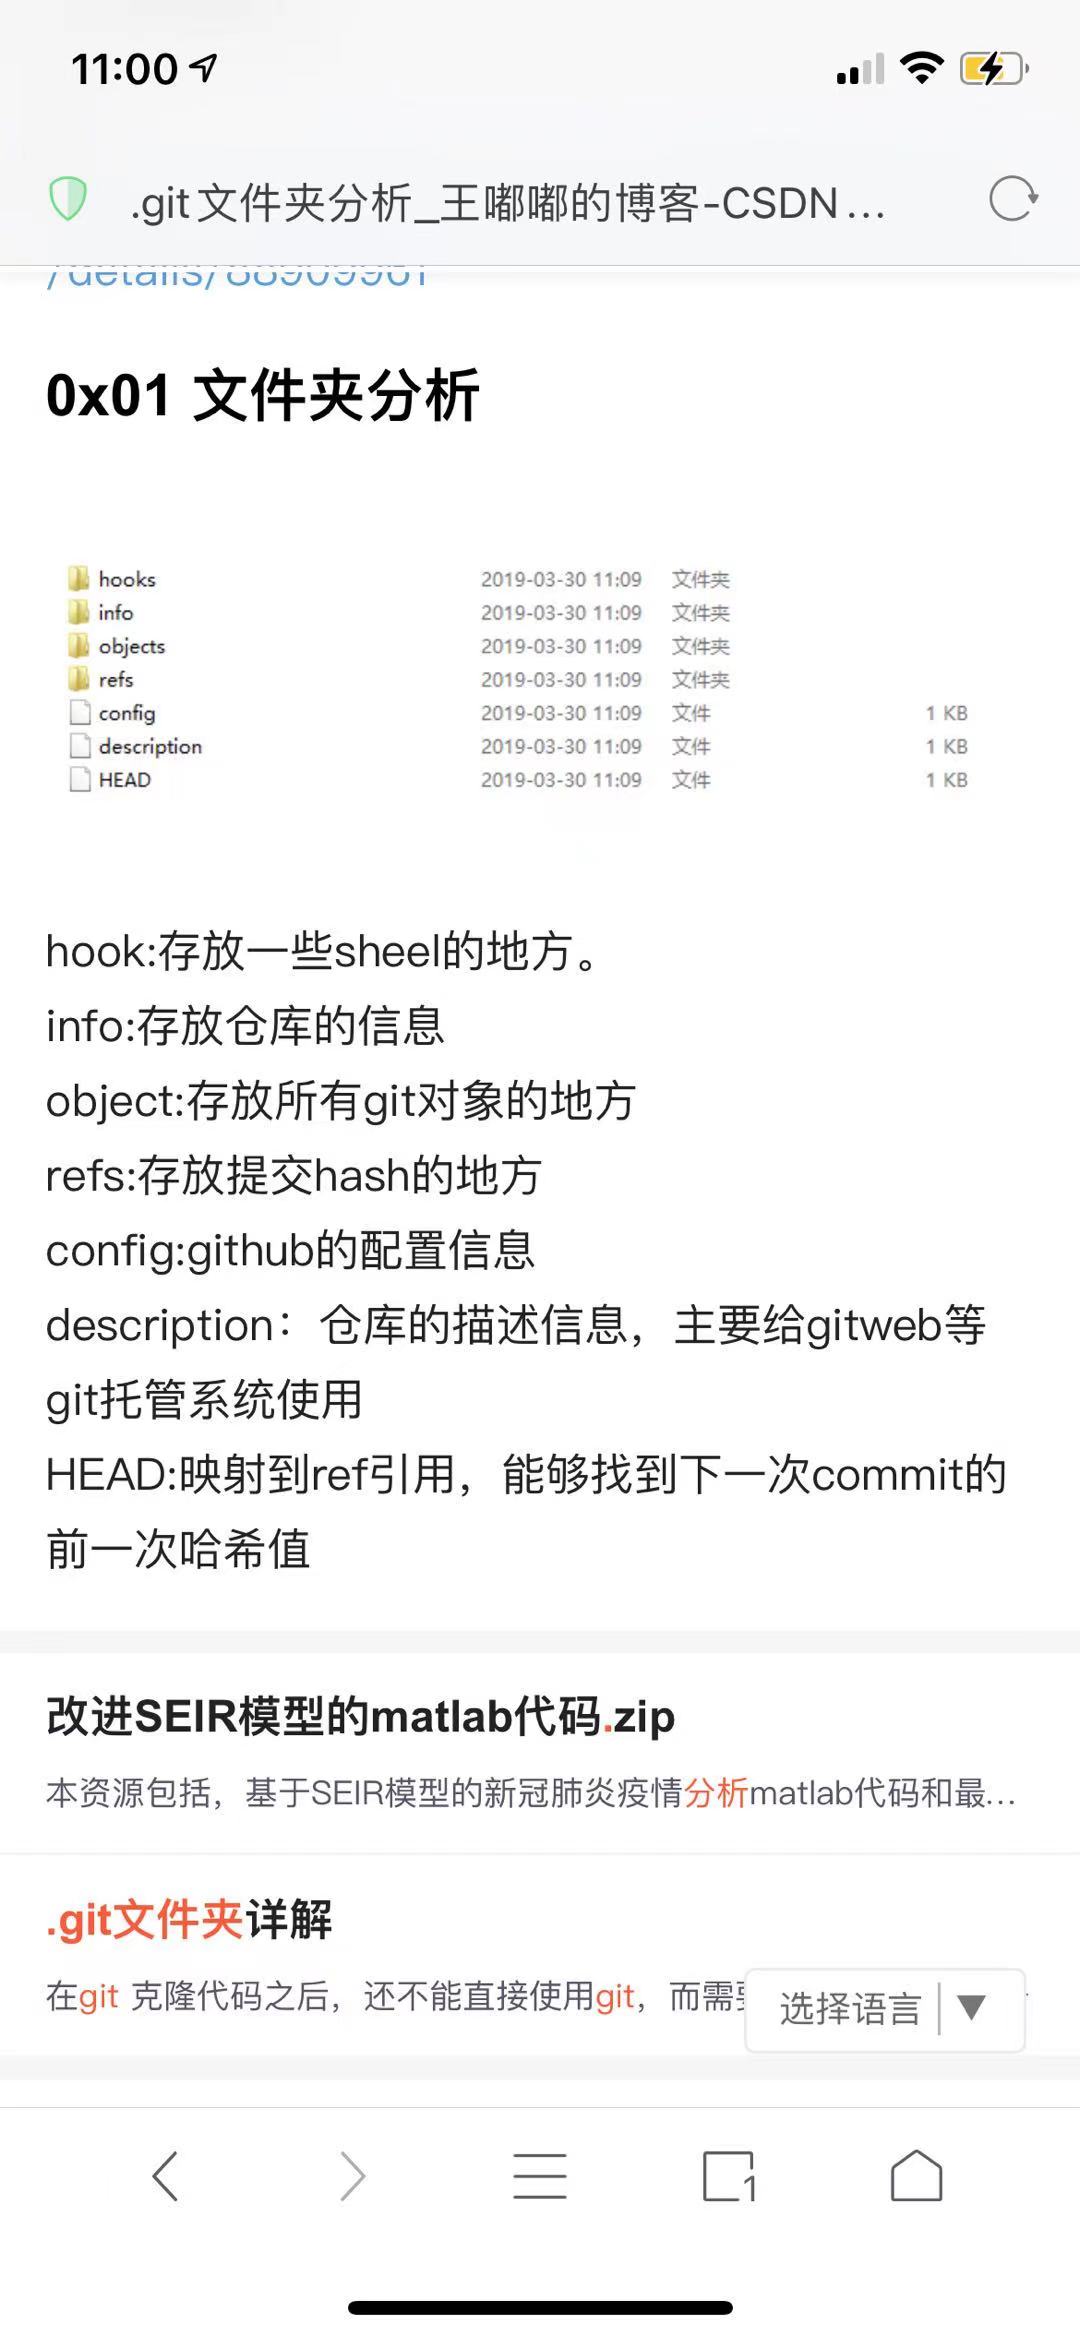 11:00
.git文件夹分析_王嘟嘟的博客-CSDN...
/details/88909961
0x01 文件夹分析
hooks 2019-03-30 11:09 文件夹
info 2019-03-30 11:09 文件夹
objects 2019-03-30 11:09 文件夹
refs 2019-03-30 11:09 文件夹
config 2019-03-30 11:09 文件 1 KB
description 2019-03-30 11:09 文件 1 KB
HEAD 2019-03-30 11:09 文件 1 KB
hook:存放一些sheel的地方。
info:存放仓库的信息
object:存放所有git对象的地方
refs:存放提交hash的地方
config:github的配置信息
description：仓库的描述信息，主要给gitweb等
git托管系统使用
HEAD:映射到ref引用，能够找到下一次commit的
前一次哈希值
改进SEIR模型的matlab代码.zip
本资源包括，基于SEIR模型的新冠肺炎疫情分析matlab代码和最...
.git文件夹详解
在git 克隆代码之后，还不能直接使用git，而需
选择语言
1